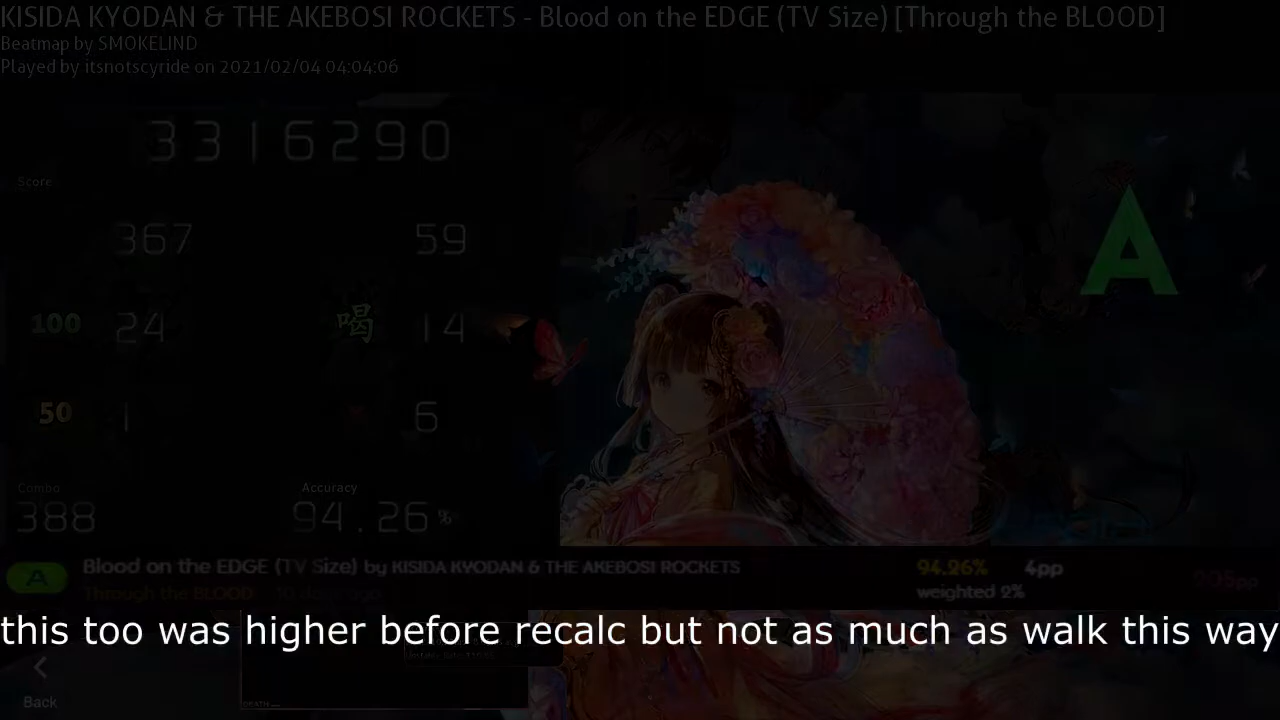 KISIDA KYODAN & THE AKEBOSI ROCKETS - Blood on the EDGE (TV Size) [Through the BLOOD]
Beatmap by SMOKELIND
Played by itsnotscyride on 2021/02/04 04:04:06
3316290
Score
A
367 59
100 24 喝 14
50 1 6
Combo Accuracy
388 94.26%
A Blood on the EDGE (TV Size) by KISIDA KYODAN & THE AKEBOSI ROCKETS 94.26% 4pp 205pp
Through the BLOOD 10 days ago weighted 2%
this too was higher before recalc but not as much as walk this way
Back